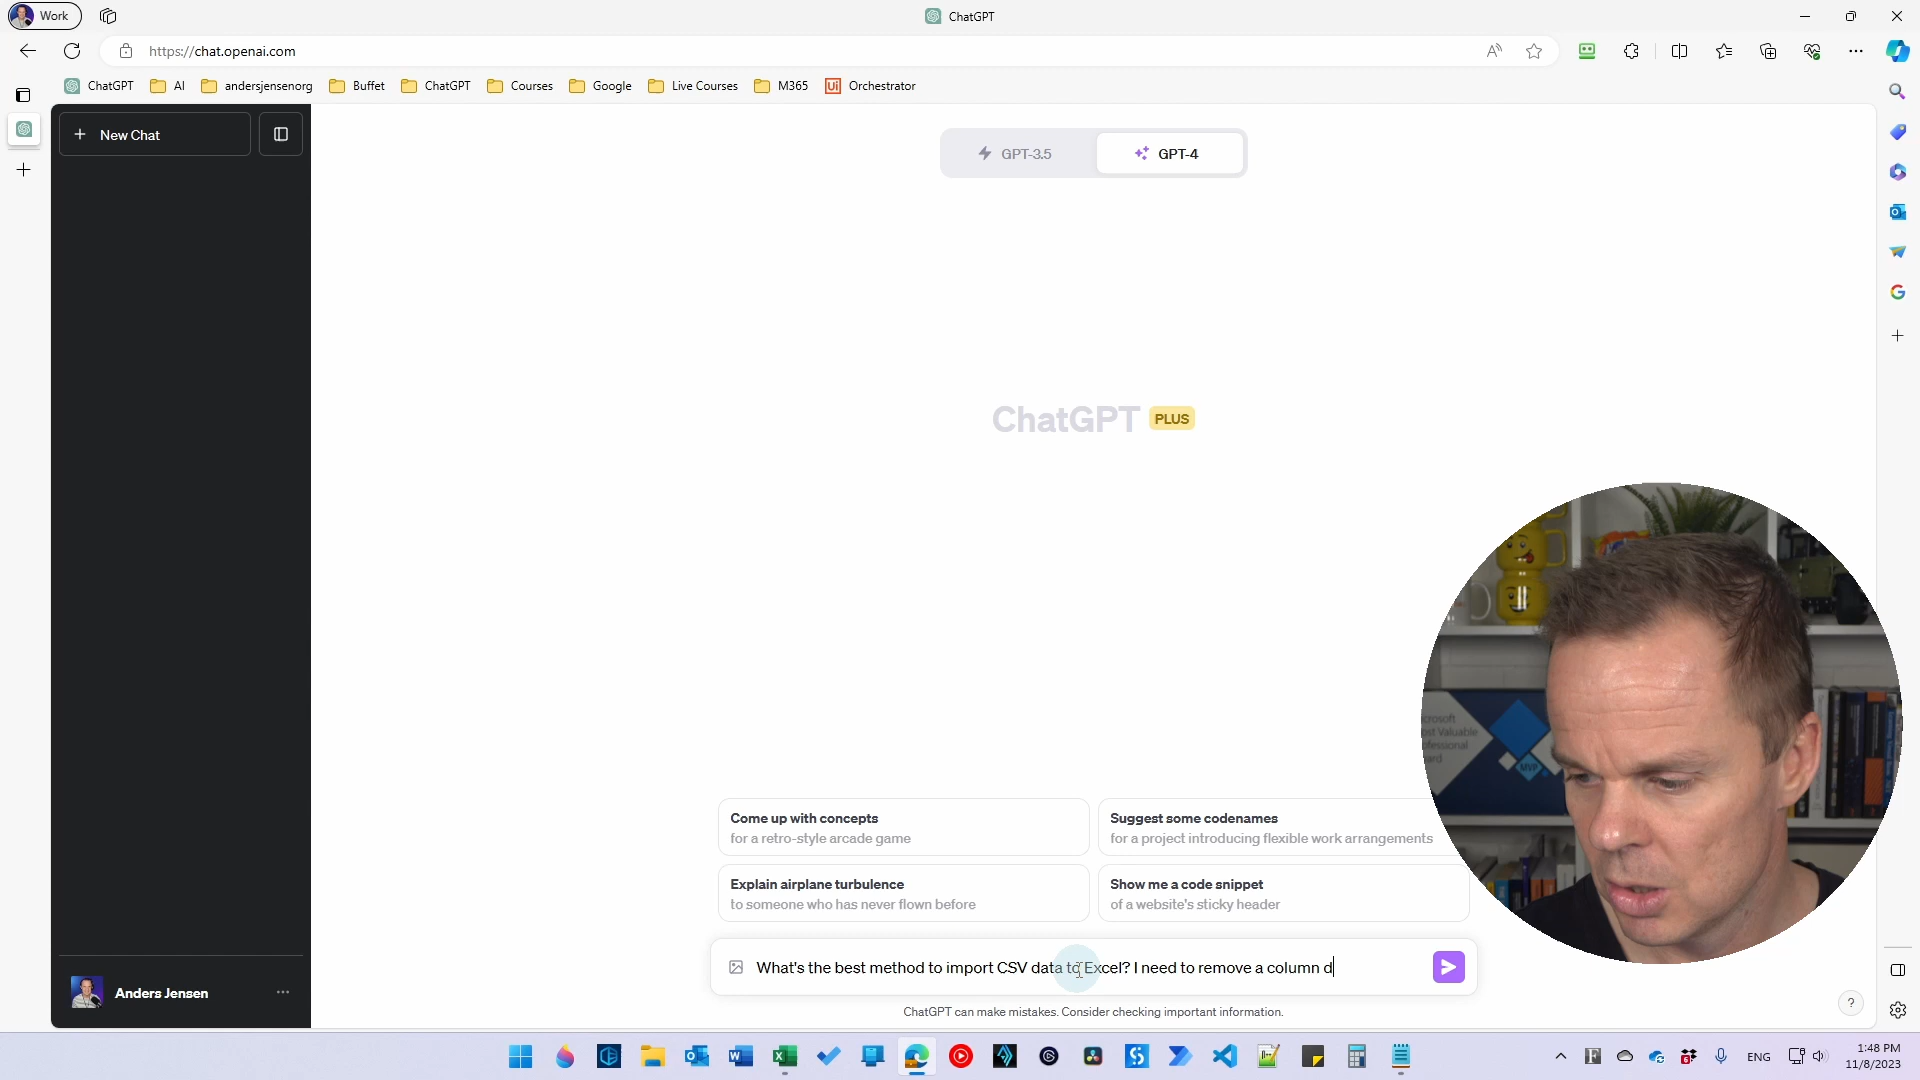 Work
ChatGPT
https://chat.openai.com
ChatGPT
AI
andersjensenorg
Buffet
ChatGPT
Courses
Google
Live Courses
M365
Ui
Orchestrator
New Chat
GPT-3.5
GPT-4
ChatGPT PLUS
Come up with concepts
for a retro-style arcade game
Suggest some codenames
for a project introducing flexible work arrangements
Explain airplane turbulence
to someone who has never flown before
Show me a code snippet
of a website's sticky header
What's the best method to import CSV data to Excel? I need to remove a column d
ChatGPT can make mistakes. Consider checking important information.
Anders Jensen
?
MVP
ENG
1:48 PM
11/8/2023